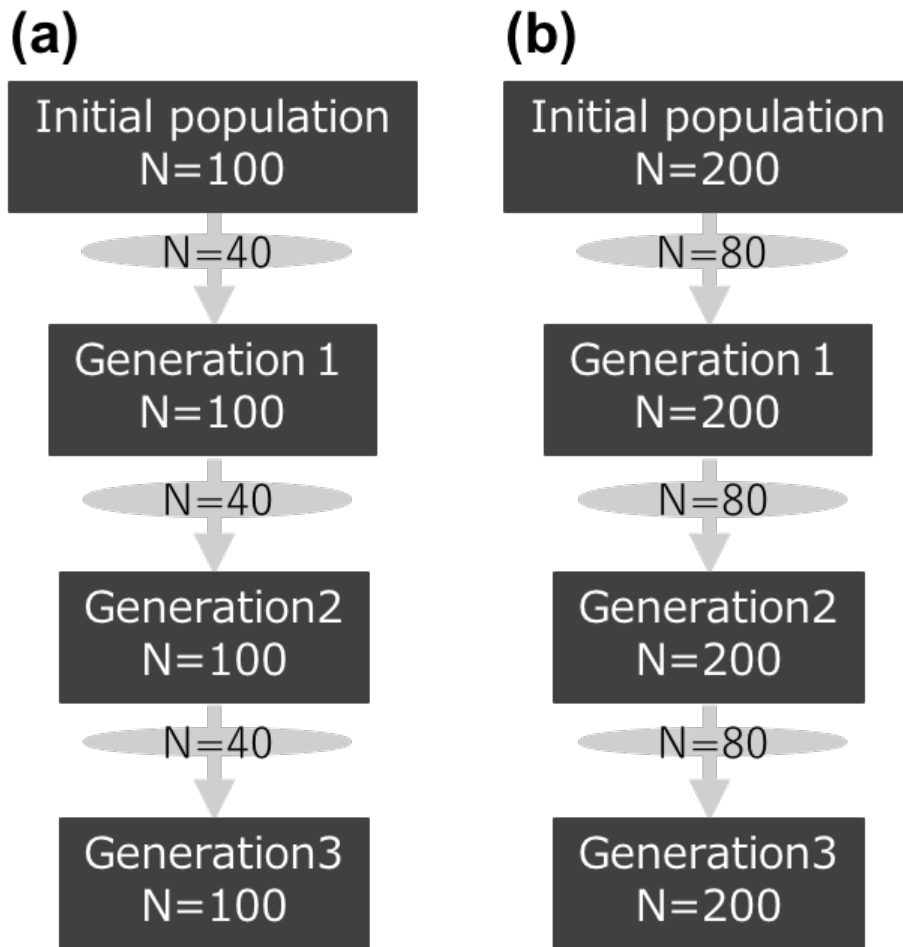 (a)
Initial population
N=100
N=40
Generation 1
N=100
N=40
Generation2
N=100
N=40
Generation3
N=100
(b)
Initial population
N=200
N=80
Generation 1
N=200
N=80
Generation2
N=200
N=80
Generation3
N=200